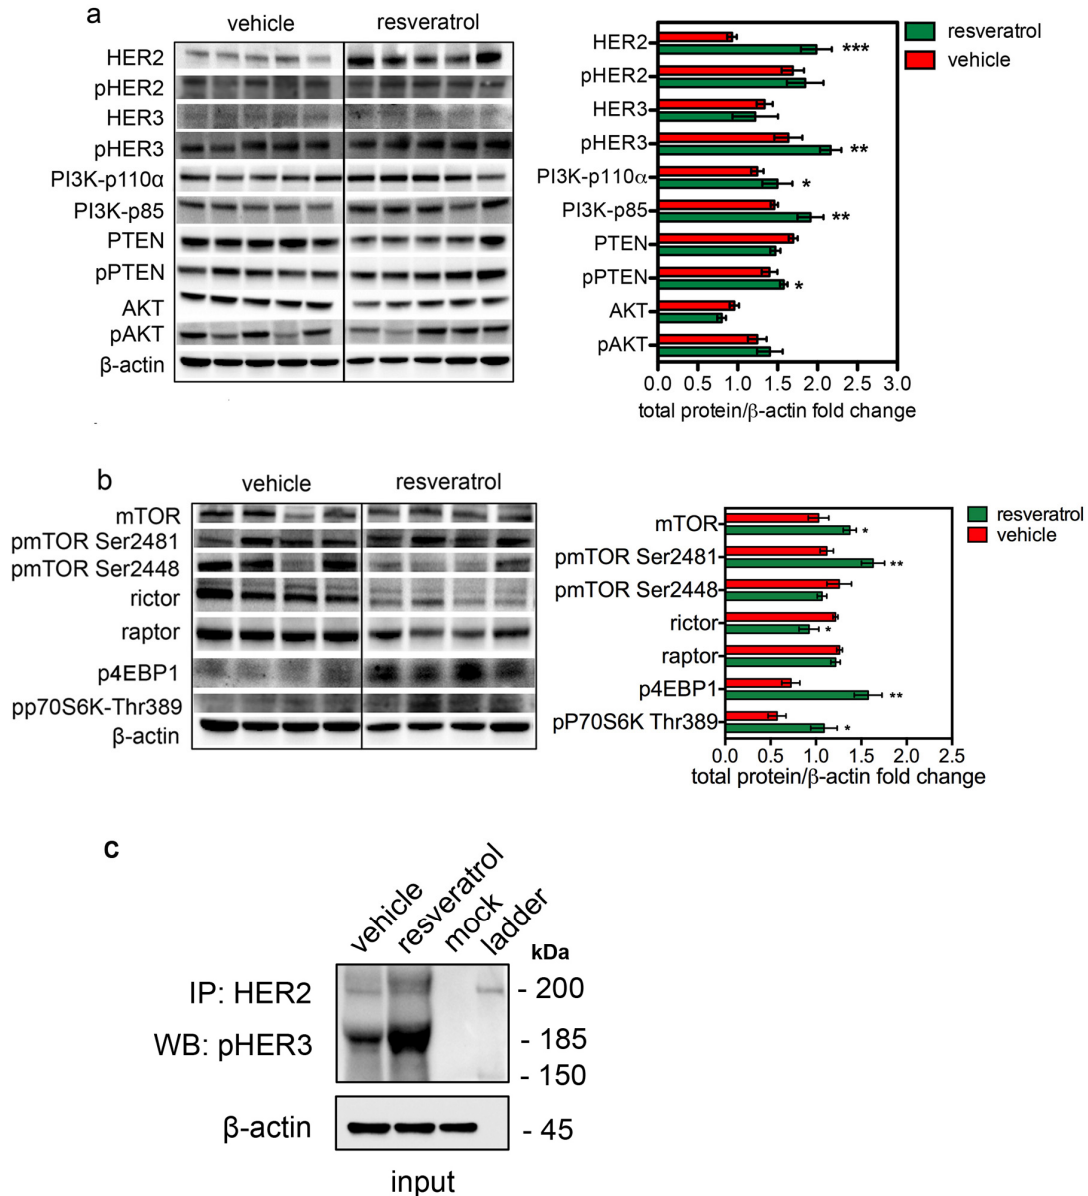 a
vehicle resveratrol
HER2
pHER2
HER3
pHER3
PI3K-p110α
PI3K-p85
PTEN
pPTEN
AKT
pAKT
β-actin
resveratrol
vehicle
HER2 ***
pHER2
HER3
pHER3 **
PI3K-p110α *
PI3K-p85 **
PTEN
pPTEN *
AKT
pAKT
0.0 0.5 1.0 1.5 2.0 2.5 3.0
total protein/β-actin fold change
b
vehicle resveratrol
mTOR
pmTOR Ser2481
pmTOR Ser2448
rictor
raptor
p4EBP1
pp70S6K-Thr389
β-actin
resveratrol
vehicle
mTOR *
pmTOR Ser2481 **
pmTOR Ser2448
rictor *
raptor
p4EBP1 **
pP70S6K Thr389 *
0.0 0.5 1.0 1.5 2.0 2.5
total protein/β-actin fold change
c
vehicle resveratrol mock ladder
kDa
IP: HER2 - 200
WB: pHER3 - 185
- 150
β-actin - 45
input